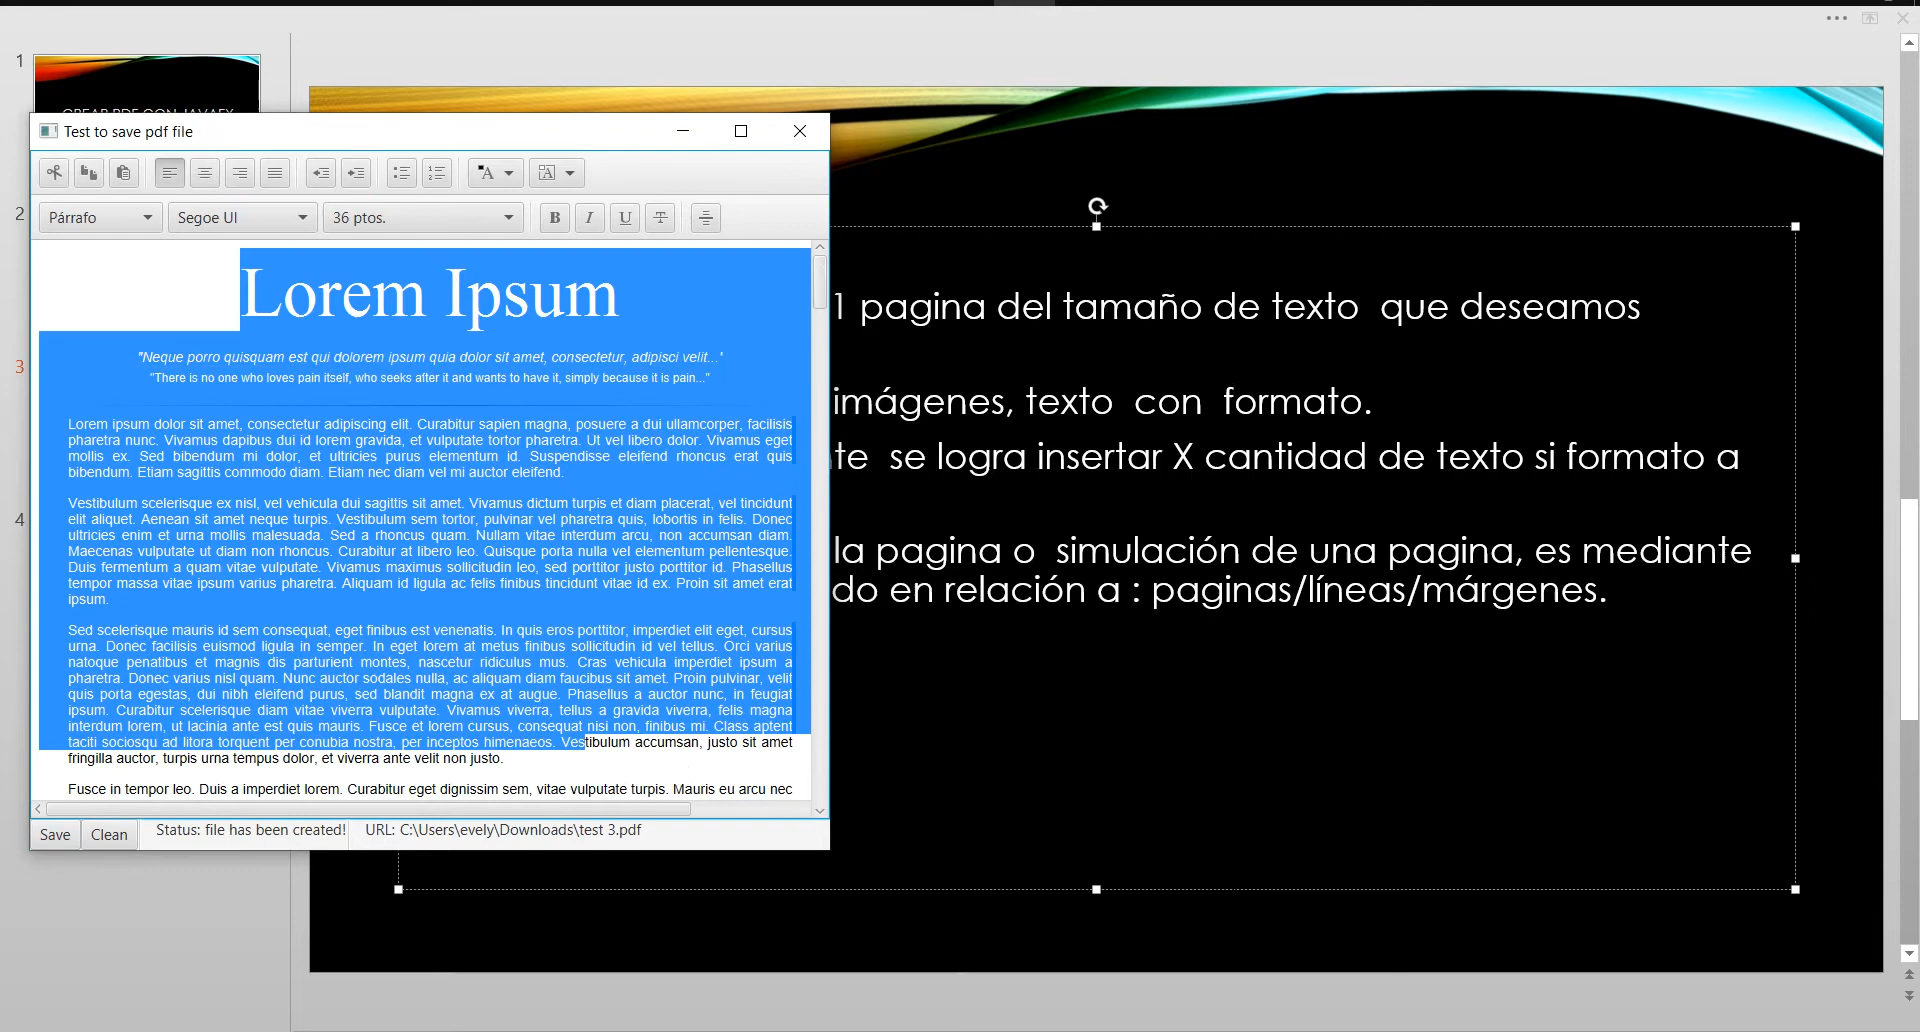 1
Test to save pdf file
Párrafo
Segoe UI
36 ptos.
B I U
2
3
4
Lorem Ipsum
"Neque porro quisquam est qui dolorem ipsum quia dolor sit amet, consectetur, adipisci velit..."
"There is no one who loves pain itself, who seeks after it and wants to have it, simply because it is pain..."
Lorem ipsum dolor sit amet, consectetur adipiscing elit. Curabitur sapien magna, posuere a dui ullamcorper, facilisis
pharetra nunc. Vivamus dapibus dui id lorem gravida, et vulputate tortor pharetra. Ut vel libero dolor. Vivamus eget
mollis ex. Sed bibendum mi dolor, et ultricies purus elementum id. Suspendisse eleifend rhoncus erat quis
bibendum. Etiam sagittis commodo diam. Etiam nec diam vel mi auctor eleifend.
Vestibulum scelerisque ex nisl, vel vehicula dui sagittis sit amet. Vivamus dictum turpis et diam placerat, vel tincidunt
elit aliquet. Aenean sit amet neque turpis. Vestibulum sem tortor, pulvinar vel pharetra quis, lobortis in felis. Donec
ultricies enim et urna mollis malesuada. Sed a rhoncus quam. Nullam vitae interdum arcu, non accumsan diam.
Maecenas vulputate ut diam non rhoncus. Curabitur at libero leo. Quisque porta nulla vel elementum pellentesque.
Duis fermentum a quam vitae vulputate. Vivamus maximus sollicitudin leo, sed porttitor justo porttitor id. Phasellus
tempor massa vitae ipsum varius pharetra. Aliquam id ligula ac felis finibus tincidunt vitae id ex. Proin sit amet erat
ipsum.
Sed scelerisque mauris id sem consequat, eget finibus est venenatis. In quis eros porttitor, imperdiet elit eget, cursus
urna. Donec facilisis euismod ligula in semper. In eget lorem at metus finibus sollicitudin id vel tellus. Orci varius
natoque penatibus et magnis dis parturient montes, nascetur ridiculus mus. Cras vehicula imperdiet ipsum a
pharetra. Donec varius nisl quam. Nunc auctor sodales nulla, ac aliquam diam faucibus sit amet. Proin pulvinar, velit
quis porta egestas, dui nibh eleifend purus, sed blandit magna ex at augue. Phasellus a auctor nunc, in feugiat
ipsum. Curabitur scelerisque diam vitae viverra vulputate. Vivamus viverra, tellus a gravida viverra, felis magna
interdum lorem, ut lacinia ante est quis mauris. Fusce et lorem cursus, consequat nisi non, finibus mi. Class aptent
taciti sociosqu ad litora torquent per conubia nostra, per inceptos himenaeos. Vestibulum accumsan, justo sit amet
fringilla auctor, turpis urna tempus dolor, et viverra ante velit non justo.
Fusce in tempor leo. Duis a imperdiet lorem. Curabitur eget dignissim sem, vitae vulputate turpis. Mauris eu arcu nec
Save
Clean
Status: file has been created!
URL: C:\Users\evely\Downloads\test 3.pdf
1 pagina del tamaño de texto que deseamos
imágenes, texto con formato.
te se logra insertar X cantidad de texto si formato a
la pagina o simulación de una pagina, es mediante
do en relación a : paginas/líneas/márgenes.